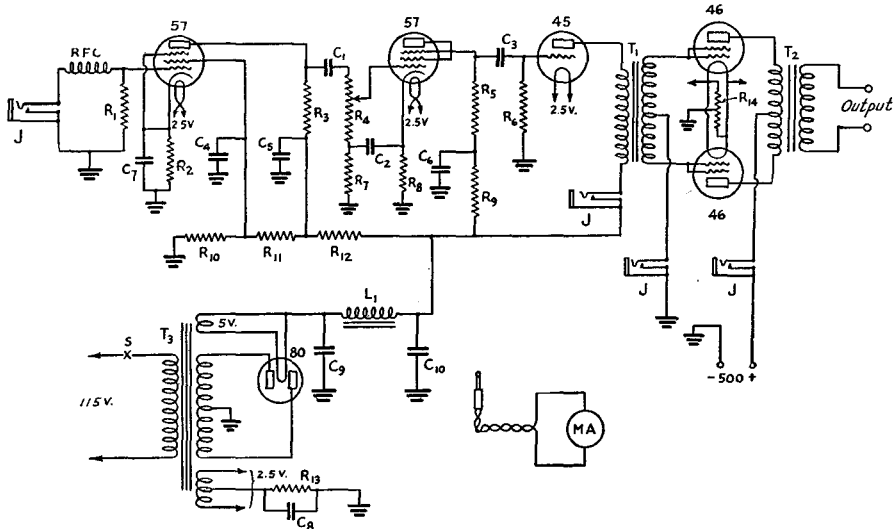 57
57
45
46
RFC
C₁
C₃
T₁
T₂
R₁
2.5V.
R₃
R₄
2.5V.
R₅
R₆
2.5V.
R₁₄
Output
J
C₇
R₂
C₄
C₅
C₂
R₇
R₈
C₆
R₉
J
46
R₁₀
R₁₁
R₁₂
J
J
L₁
5V.
T₃
S
80
C₉
C₁₀
-500+
115V.
MA
2.5V.
R₁₃
C₈